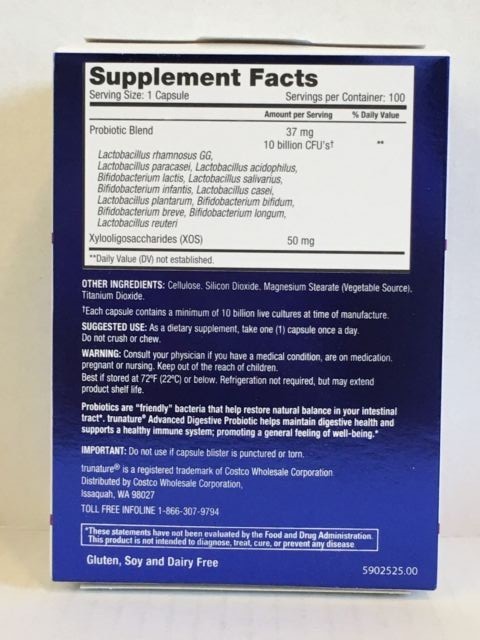 Supplement Facts
Serving Size: 1 Capsule Servings per Container: 100
Amount per Serving % Daily Value
Probiotic Blend 37 mg
10 billion CFU's† **
Lactobacillus rhamnosus GG,
Lactobacillus paracasei, Lactobacillus acidophilus,
Bifidobacterium lactis, Lactobacillus salivarius,
Bifidobacterium infantis, Lactobacillus casei,
Lactobacillus plantarum, Bifidobacterium bifidum,
Bifidobacterium breve, Bifidobacterium longum,
Lactobacillus reuteri
Xylooligosaccharides (XOS) 50 mg
**Daily Value (DV) not established.
OTHER INGREDIENTS: Cellulose, Silicon Dioxide, Magnesium Stearate (Vegetable Source),
Titanium Dioxide.
†Each capsule contains a minimum of 10 billion live cultures at time of manufacture.
SUGGESTED USE: As a dietary supplement, take one (1) capsule once a day.
Do not crush or chew.
WARNING: Consult your physician if you have a medical condition, are on medication,
pregnant or nursing. Keep out of the reach of children.
Best if stored at 72°F (22°C) or below. Refrigeration not required, but may extend
product shelf life.
Probiotics are "friendly" bacteria that help restore natural balance in your intestinal
tract*. trunature® Advanced Digestive Probiotic helps maintain digestive health and
supports a healthy immune system; promoting a general feeling of well-being.*
IMPORTANT: Do not use if capsule blister is punctured or torn.
trunature® is a registered trademark of Costco Wholesale Corporation.
Distributed by Costco Wholesale Corporation,
Issaquah, WA 98027
TOLL FREE INFOLINE 1-866-307-9794
*These statements have not been evaluated by the Food and Drug Administration.
This product is not intended to diagnose, treat, cure, or prevent any disease
Gluten, Soy and Dairy Free
5902525.00